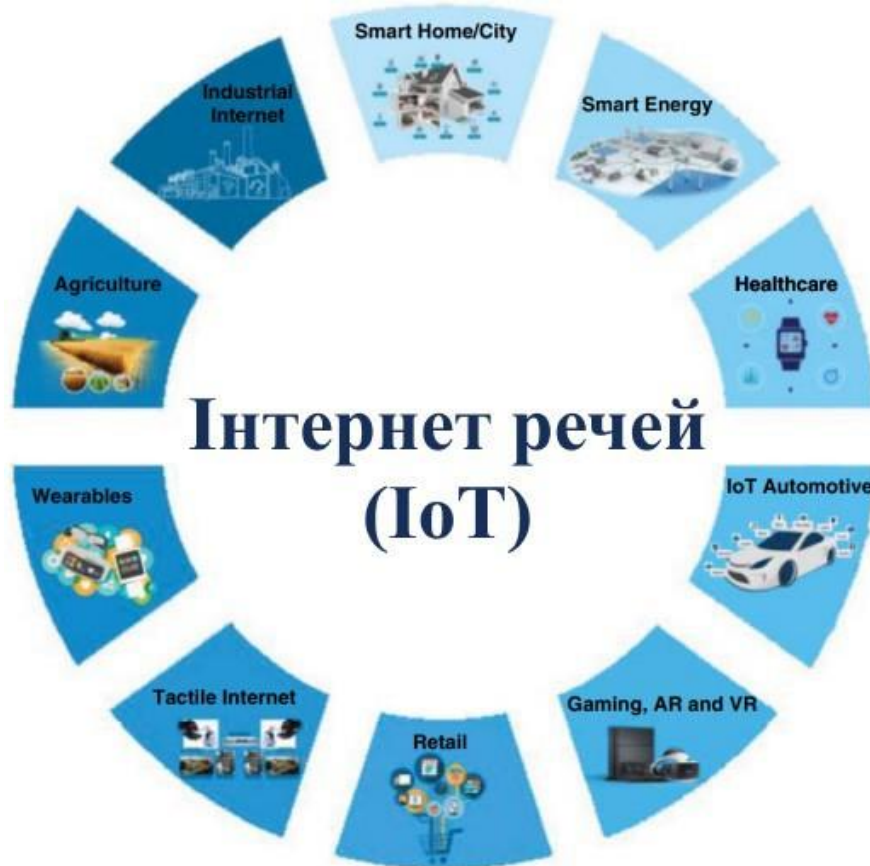 Smart Home/City
Smart Energy
Healthcare
IoT Automotive
Gaming, AR and VR
Retail
Tactile Internet
Wearables
Agriculture
Industrial
Internet
Інтернет речей
(IoT)